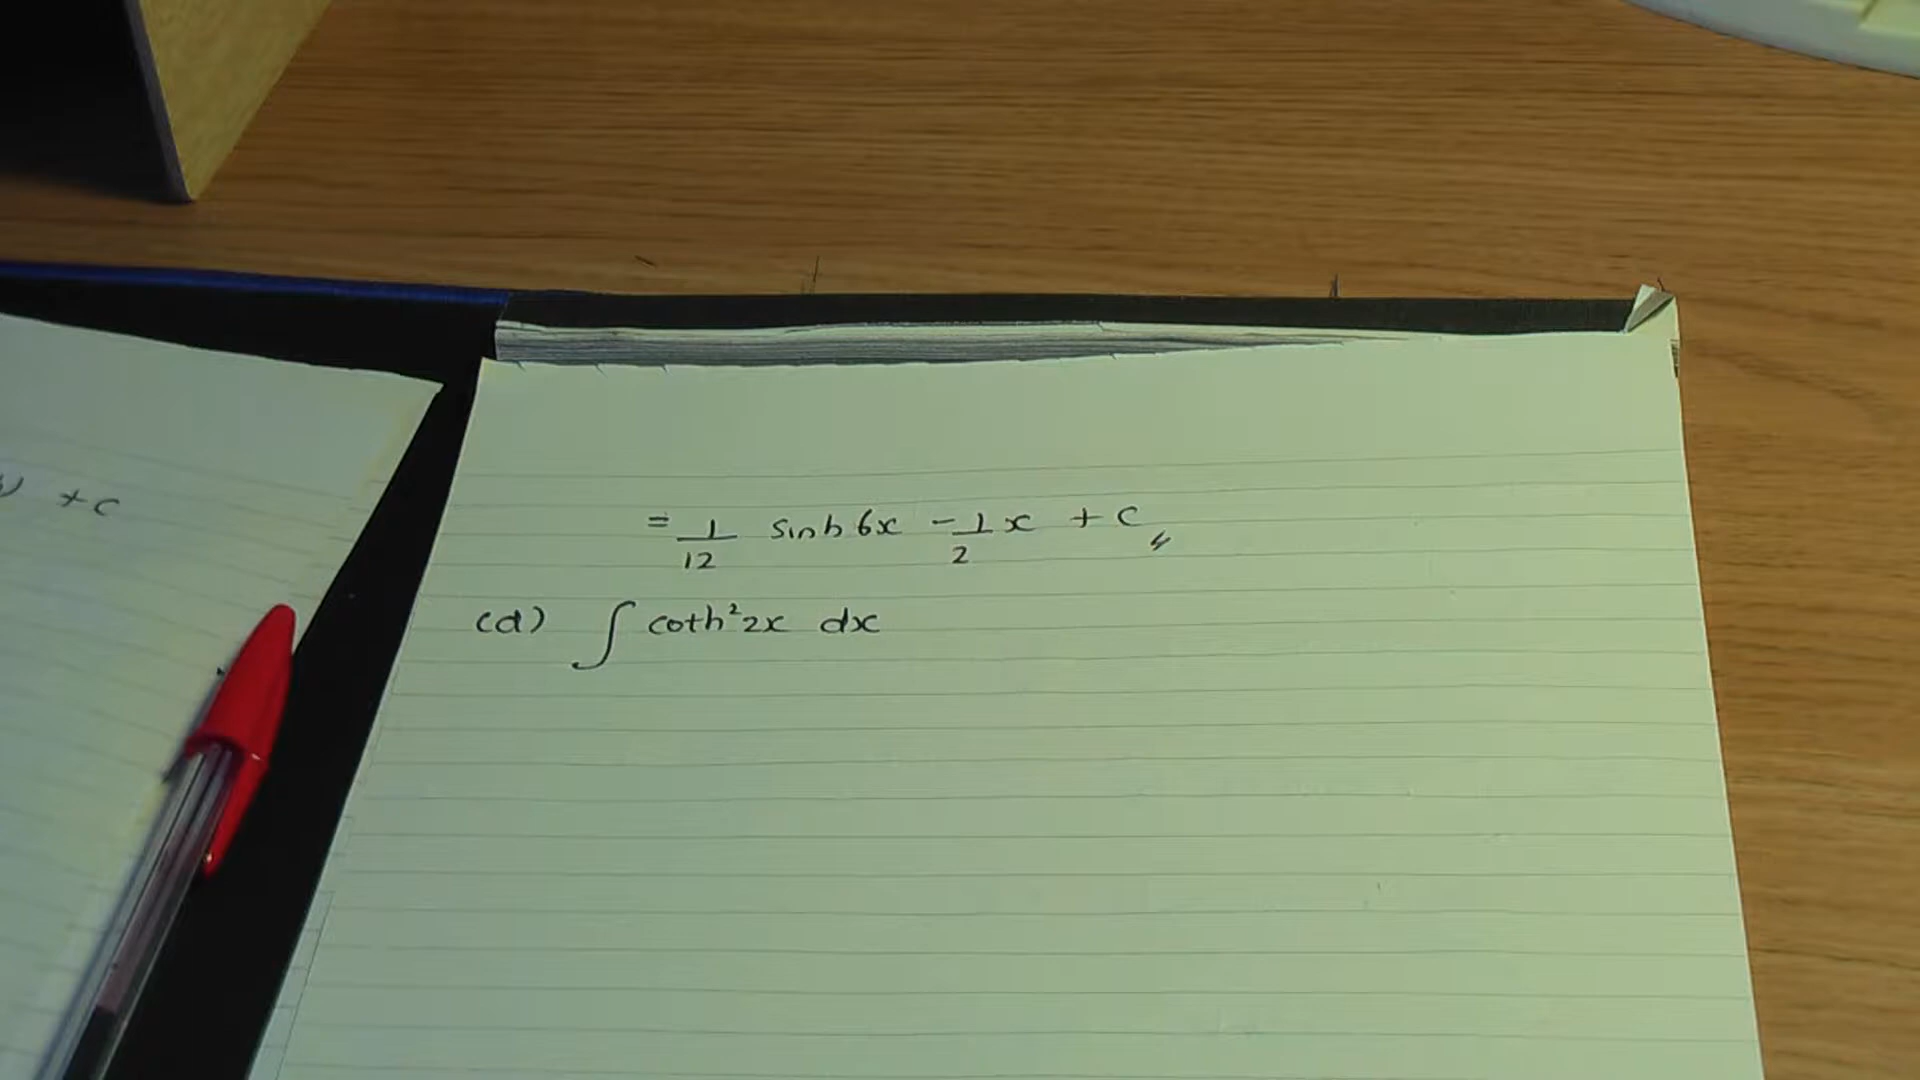 +c
= 1/12 sinh 6x - 1/2 x + c
(d) ∫ coth²2x dx